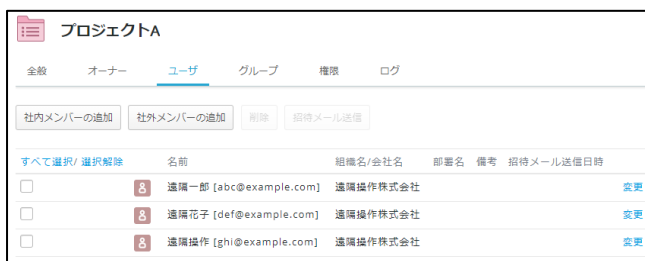 プロジェクトA
全般 オーナー ユーザ グループ 権限 ログ
社内メンバーの追加 社外メンバーの追加 削除 招待メール送信
すべて選択/ 選択解除 名前 組織名/会社名 部署名 備考 招待メール送信日時
遠隔一郎 [abc@example.com] 遠隔操作株式会社 変更
遠隔花子 [def@example.com] 遠隔操作株式会社 変更
遠隔操作 [ghi@example.com] 遠隔操作株式会社 変更